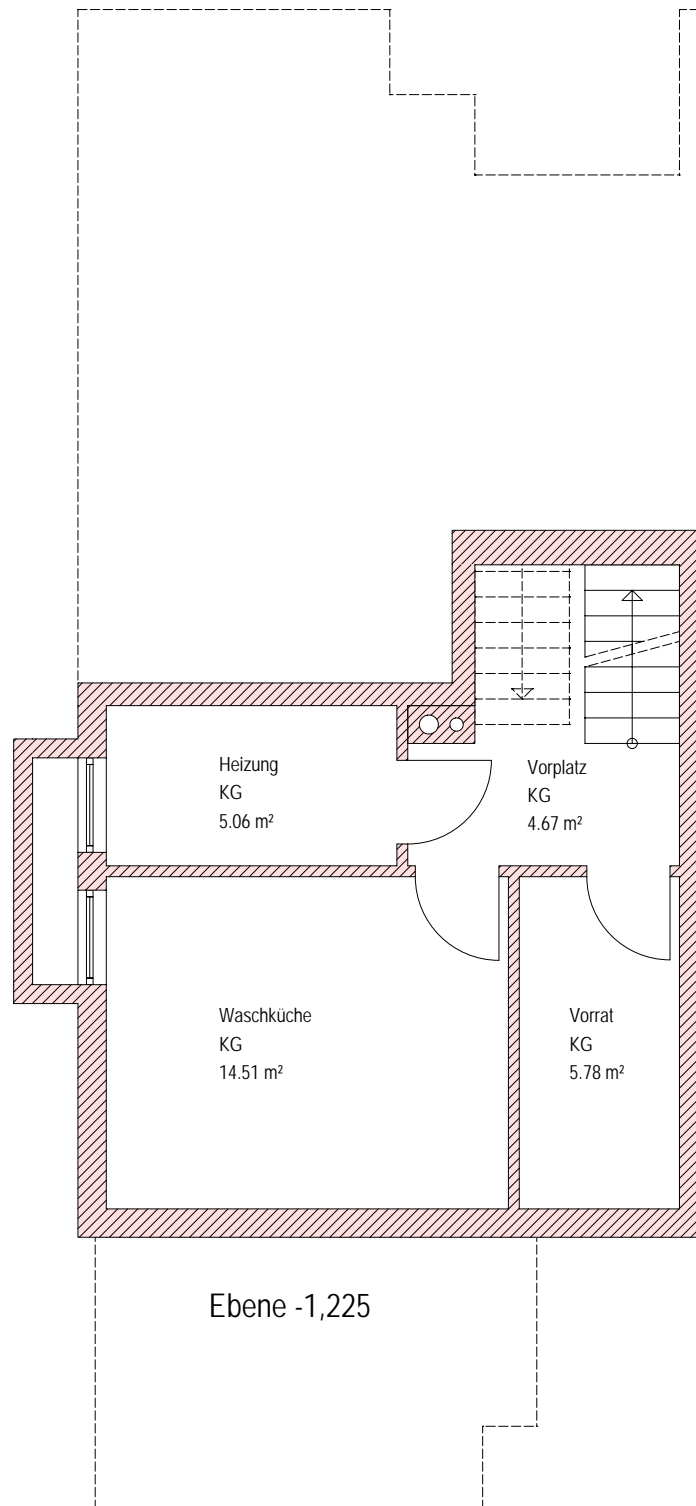 Heizung
KG
5.06 m²
Vorplatz
KG
4.67 m²
Waschküche
KG
14.51 m²
Vorrat
KG
5.78 m²
Ebene -1,225